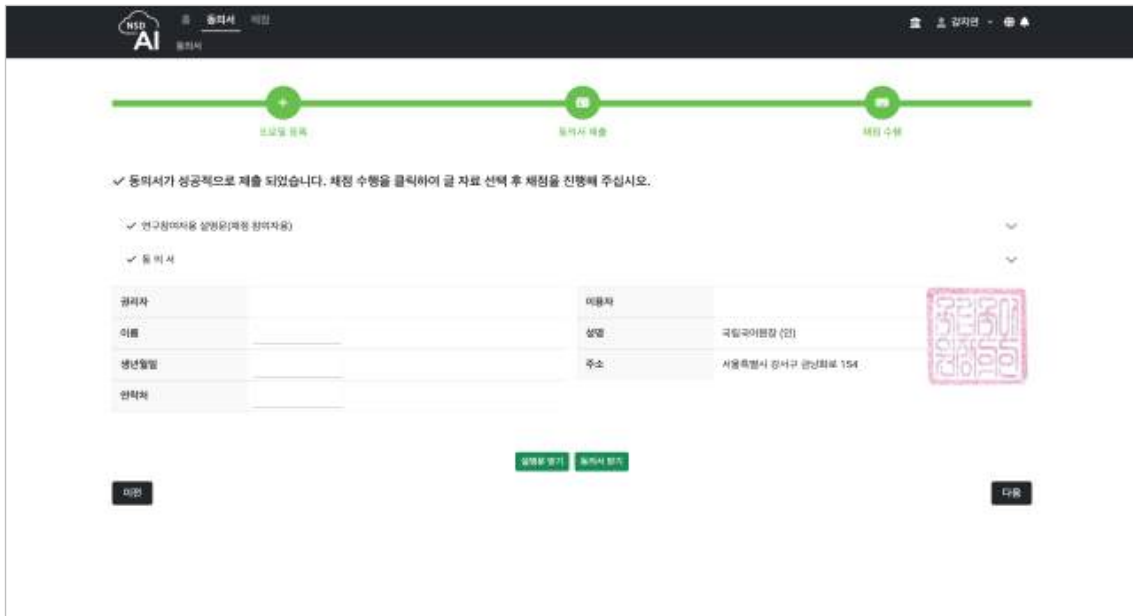 NSD
AI
홈 동의서 채점
동의서
프로필 등록 동의서 제출 채점 수행
동의서가 성공적으로 제출 되었습니다. 채점 수행을 클릭하여 글 자료 선택 후 채점을 진행해 주십시오.
연구참여자용 설명문(채점 참여자용)
동 의 서
권리자 이용자
이름 성명 국립국어원장 (인)
생년월일 주소 서울특별시 강서구 금낭화로 154
연락처
설명문 받기 동의서 받기
이전 다음